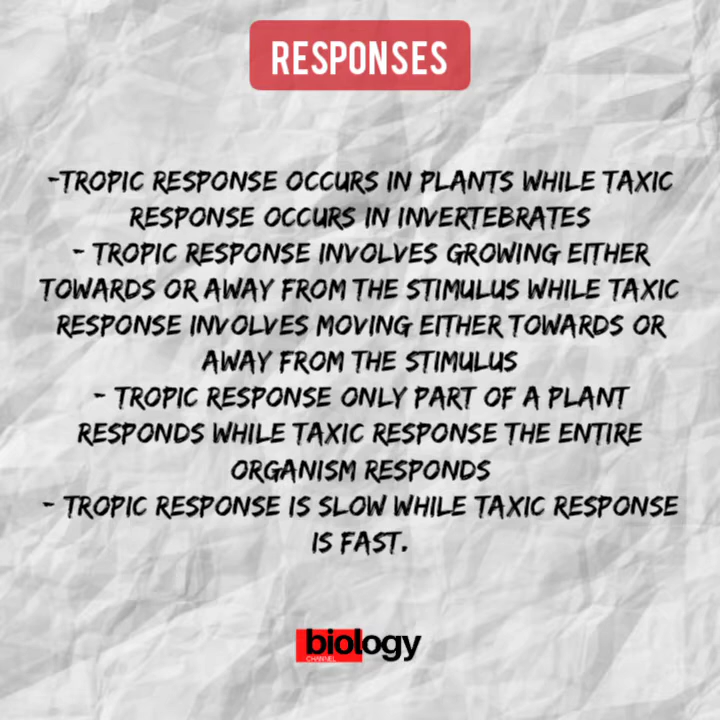 RESPONSES
-TROPIC RESPONSE OCCURS IN PLANTS WHILE TAXIC
RESPONSE OCCURS IN INVERTEBRATES
- TROPIC RESPONSE INVOLVES GROWING EITHER
TOWARDS OR AWAY FROM THE STIMULUS WHILE TAXIC
RESPONSE INVOLVES MOVING EITHER TOWARDS OR
AWAY FROM THE STIMULUS
- TROPIC RESPONSE ONLY PART OF A PLANT
RESPONDS WHILE TAXIC RESPONSE THE ENTIRE
ORGANISM RESPONDS
- TROPIC RESPONSE IS SLOW WHILE TAXIC RESPONSE
IS FAST.
biology
CHANNEL